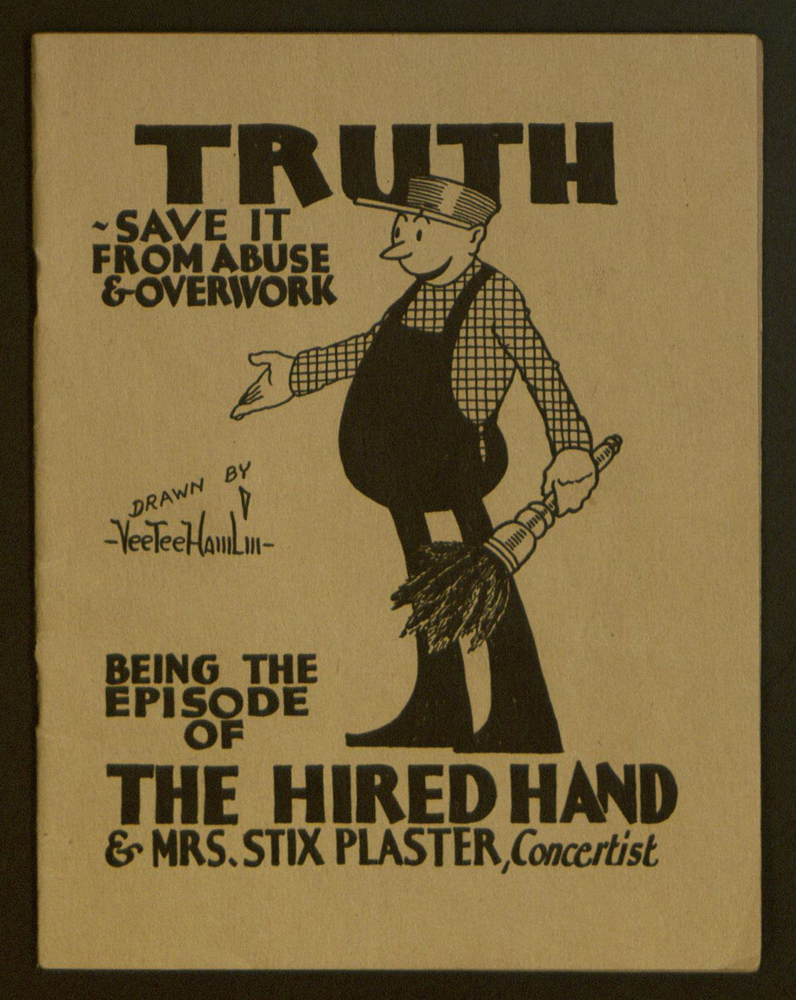 TRUTH
~SAVE IT
FROM ABUSE
& OVERWORK
DRAWN BY
-VeeTeeHamLin-
BEING THE
EPISODE
OF
THE HIRED HAND
& MRS. STIX PLASTER, Concertist